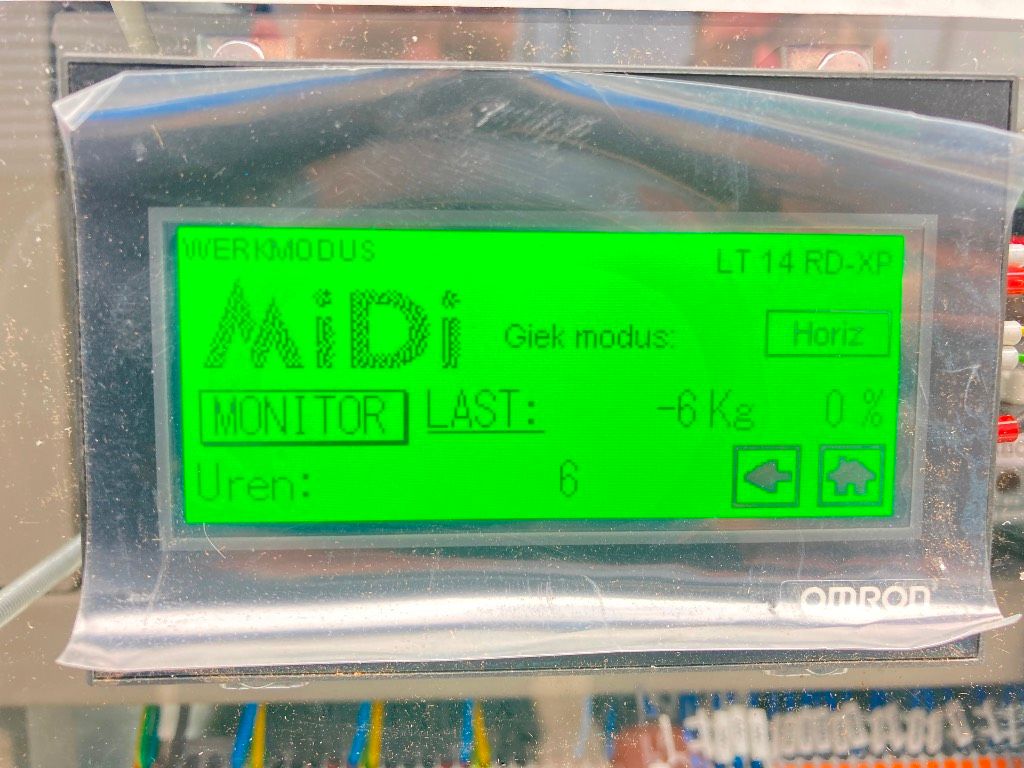 WERKMODUS
LT 14 RD-XP
MiDi
Giek modus:
Horiz
MONITOR
LAST: -6 Kg 0 %
Uren: 6
OMRON